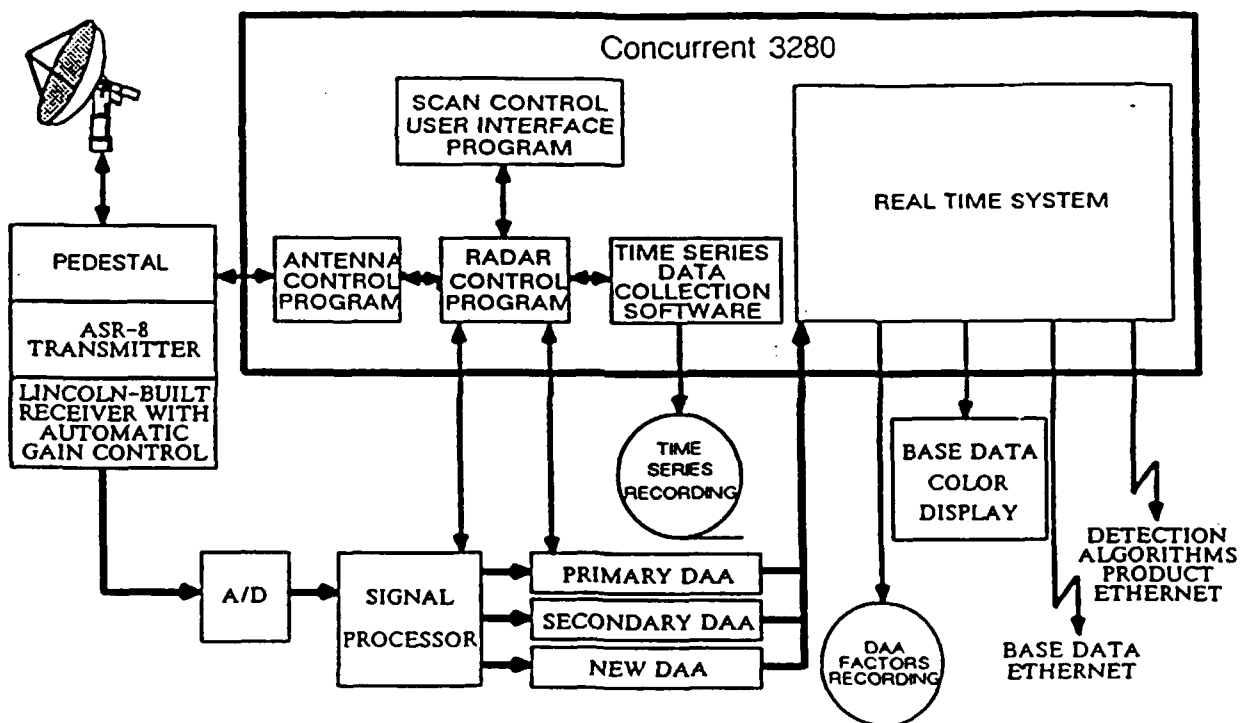 Concurrent 3280
SCAN CONTROL
USER INTERFACE
PROGRAM
REAL TIME SYSTEM
PEDESTAL
ASR-8
TRANSMITTER
LINCOLN-BUILT
RECEIVER WITH
AUTOMATIC
GAIN CONTROL
ANTENNA
CONTROL
PROGRAM
RADAR
CONTROL
PROGRAM
TIME SERIES
DATA
COLLECTION
SOFTWARE
TIME
SERIES
RECORDING
BASE DATA
COLOR
DISPLAY
DETECTION
ALGORITHMS
PRODUCT
ETHERNET
A/D
SIGNAL
PROCESSOR
PRIMARY DAA
SECONDARY DAA
NEW DAA
DAA
FACTORS
RECORDING
BASE DATA
ETHERNET